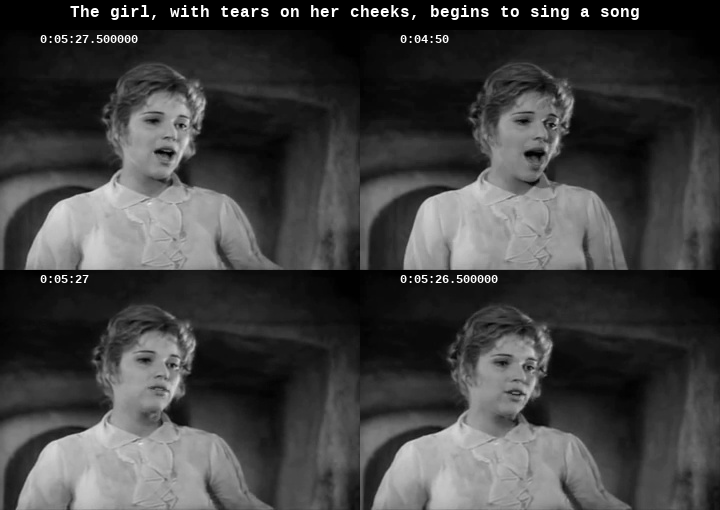 The girl, with tears on her cheeks, begins to sing a song
0:05:27.500000
0:04:50
0:05:27
0:05:26.500000